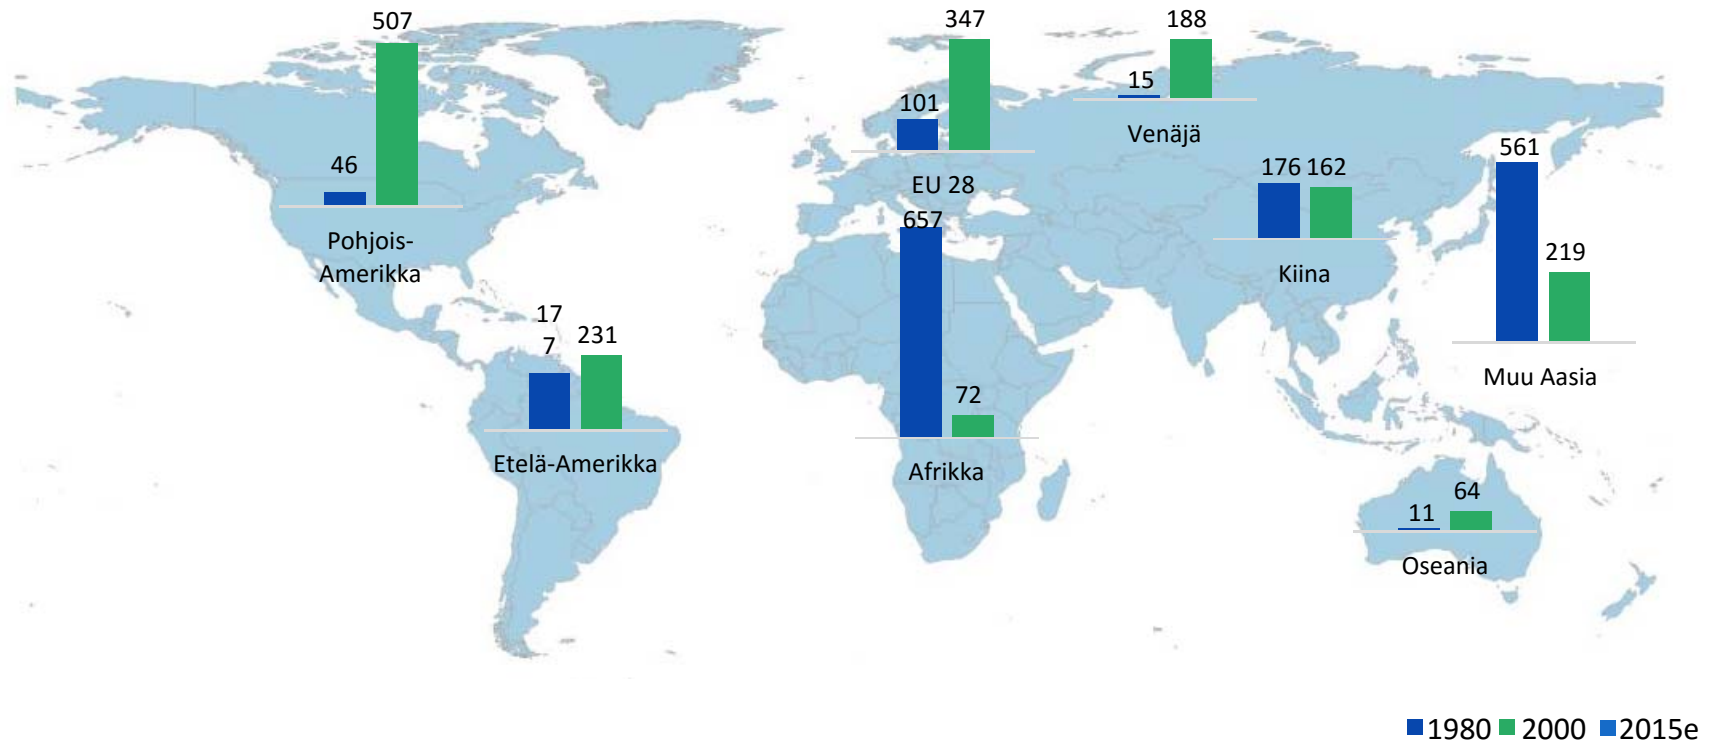 507
46
Pohjois-
Amerikka
17
7
231
Etelä-Amerikka
347
101
EU 28
188
15
Venäjä
657
72
Afrikka
176 162
Kiina
561
219
Muu Aasia
11
64
Oseania
1980 2000 2015e